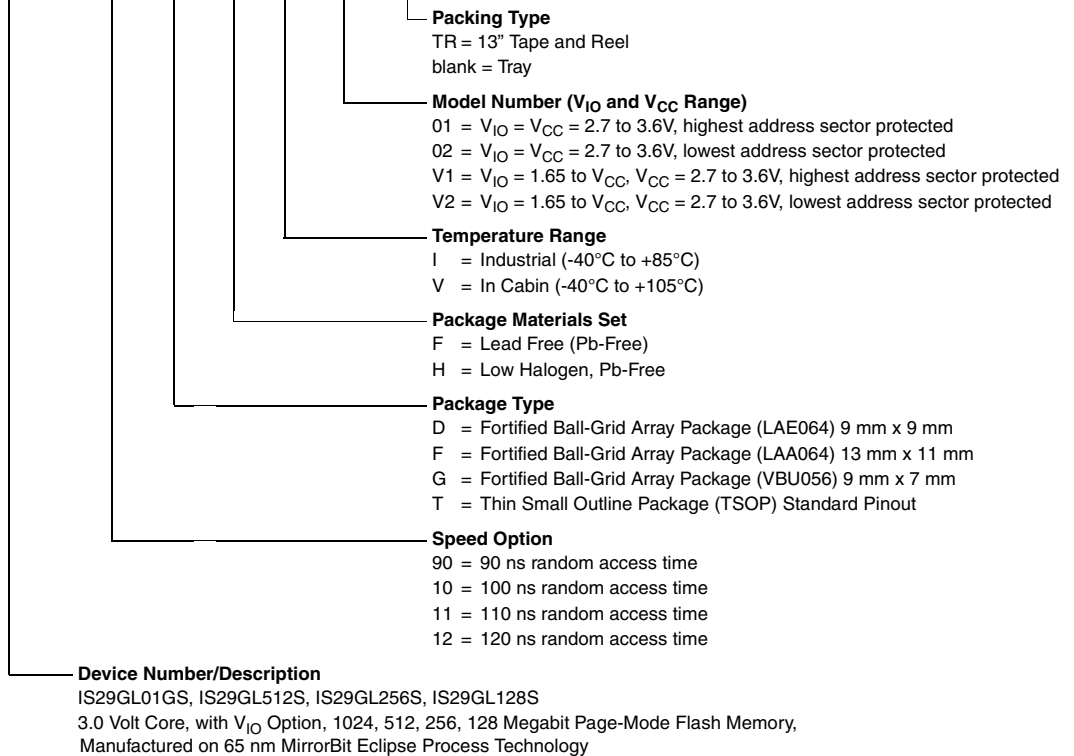 Packing Type
TR = 13” Tape and Reel
blank = Tray
Model Number (VIO and VCC Range)
01 = VIO = VCC = 2.7 to 3.6V, highest address sector protected
02 = VIO = VCC = 2.7 to 3.6V, lowest address sector protected
V1 = VIO = 1.65 to VCC, VCC = 2.7 to 3.6V, highest address sector protected
V2 = VIO = 1.65 to VCC, VCC = 2.7 to 3.6V, lowest address sector protected
Temperature Range
I = Industrial (-40°C to +85°C)
V = In Cabin (-40°C to +105°C)
Package Materials Set
F = Lead Free (Pb-Free)
H = Low Halogen, Pb-Free
Package Type
D = Fortified Ball-Grid Array Package (LAE064) 9 mm x 9 mm
F = Fortified Ball-Grid Array Package (LAA064) 13 mm x 11 mm
G = Fortified Ball-Grid Array Package (VBU056) 9 mm x 7 mm
T = Thin Small Outline Package (TSOP) Standard Pinout
Speed Option
90 = 90 ns random access time
10 = 100 ns random access time
11 = 110 ns random access time
12 = 120 ns random access time
Device Number/Description
IS29GL01GS, IS29GL512S, IS29GL256S, IS29GL128S
3.0 Volt Core, with VIO Option, 1024, 512, 256, 128 Megabit Page-Mode Flash Memory,
Manufactured on 65 nm MirrorBit Eclipse Process Technology